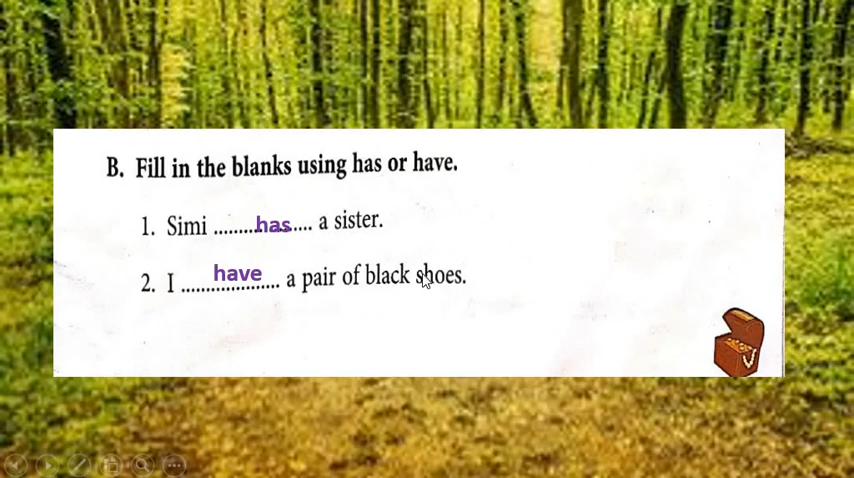 B. Fill in the blanks using has or have.
1. Simi .........has.... a sister.
2. I ......have...... a pair of black shoes.